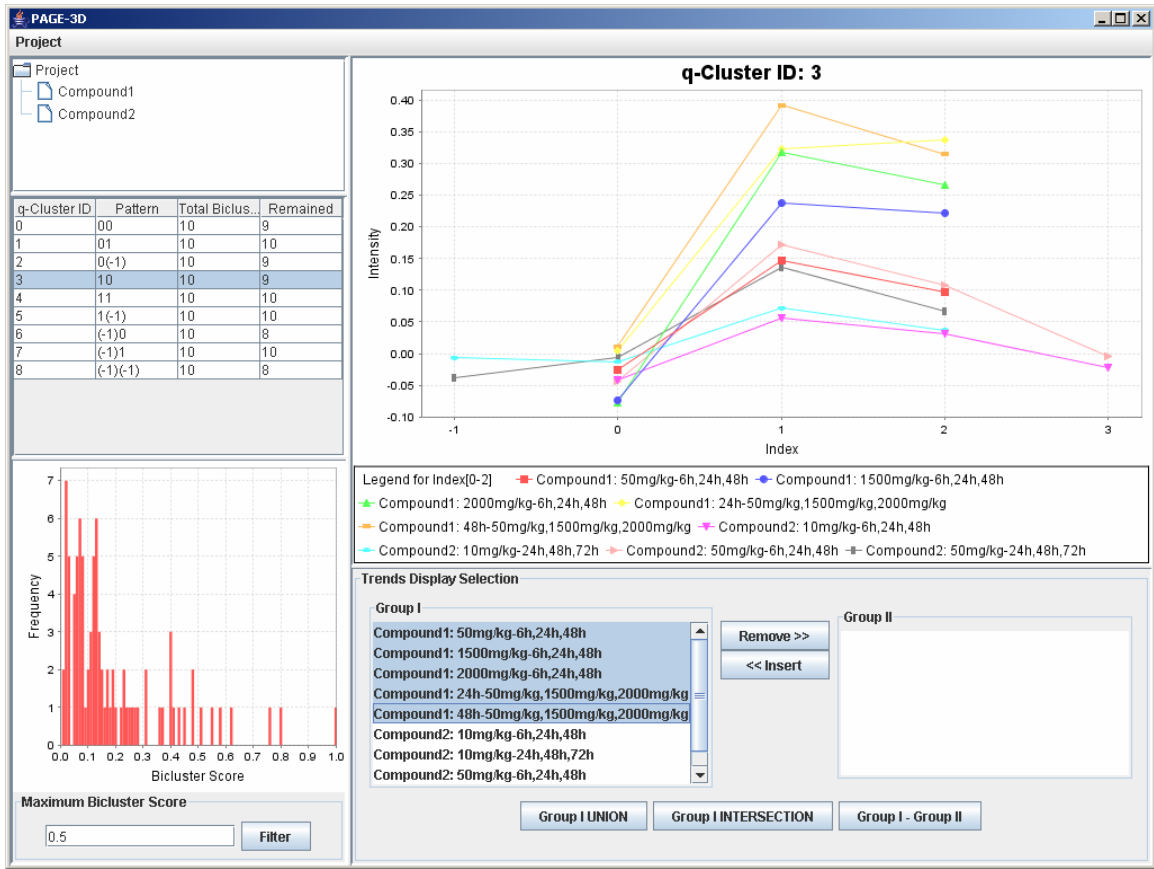 PAGE-3D
Project
Project
Compound1
Compound2
q-Cluster ID Pattern Total Biclus... Remained
0 00 10 9
1 01 10 10
2 0(-1) 10 9
3 10 10 9
4 11 10 10
5 1(-1) 10 10
6 (-1)0 10 8
7 (-1)1 10 10
8 (-1)(-1) 10 8
7
6
5
4
3
2
1
0
Frequency
0.0 0.1 0.2 0.3 0.4 0.5 0.6 0.7 0.8 0.9 1.0
Bicluster Score
Maximum Bicluster Score
0.5 Filter
q-Cluster ID: 3
0.40
0.35
0.30
0.25
0.20
0.15
0.10
0.05
0.00
-0.05
-0.10
Intensity
-1 0 1 2 3
Index
Legend for Index[0-2] Compound1: 50mg/kg-6h,24h,48h Compound1: 1500mg/kg-6h,24h,48h
Compound1: 2000mg/kg-6h,24h,48h Compound1: 24h-50mg/kg,1500mg/kg,2000mg/kg
Compound1: 48h-50mg/kg,1500mg/kg,2000mg/kg Compound2: 10mg/kg-6h,24h,48h
Compound2: 10mg/kg-24h,48h,72h Compound2: 50mg/kg-6h,24h,48h Compound2: 50mg/kg-24h,48h,72h
Trends Display Selection
Group I
Compound1: 50mg/kg-6h,24h,48h
Compound1: 1500mg/kg-6h,24h,48h
Compound1: 2000mg/kg-6h,24h,48h
Compound1: 24h-50mg/kg,1500mg/kg,2000mg/kg
Compound1: 48h-50mg/kg,1500mg/kg,2000mg/kg
Compound2: 10mg/kg-6h,24h,48h
Compound2: 10mg/kg-24h,48h,72h
Compound2: 50mg/kg-6h,24h,48h
Remove >>
<< Insert
Group II
Group I UNION Group I INTERSECTION Group I - Group II